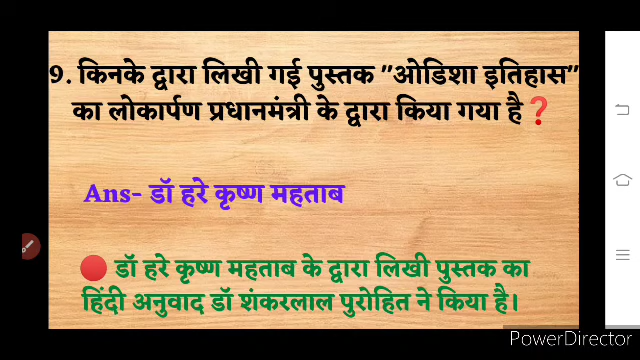 9. किनके द्वारा लिखी गई पुस्तक "ओडिशा इतिहास"
का लोकार्पण प्रधानमंत्री के द्वारा किया गया है❓
Ans- डॉ हरे कृष्ण महताब
🔴 डॉ हरे कृष्ण महताब के द्वारा लिखी पुस्तक का
हिंदी अनुवाद डॉ शंकरलाल पुरोहित ने किया है।
PowerDirector